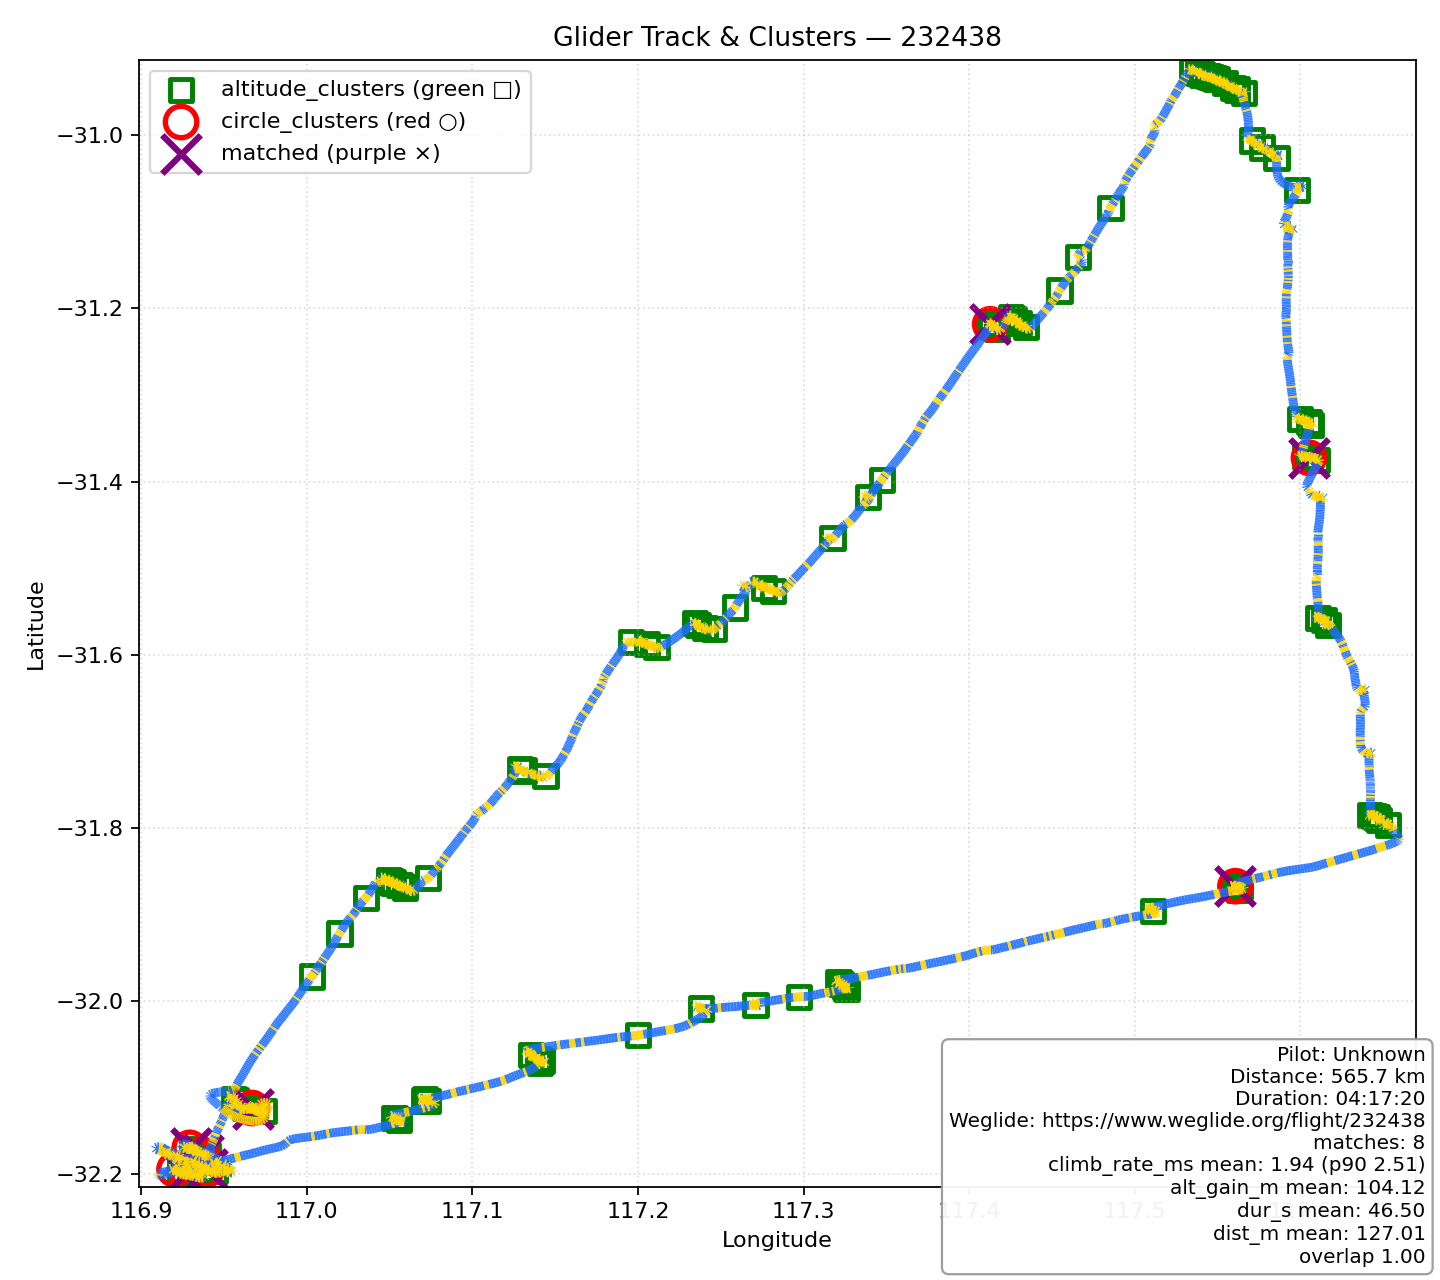 Glider Track & Clusters — 232438
altitude_clusters (green □)
circle_clusters (red ○)
matched (purple ×)
Latitude
−31.0
−31.2
−31.4
−31.6
−31.8
−32.0
−32.2
116.9 117.0 117.1 117.2 117.3 117.4 117.5
Longitude
Pilot: Unknown
Distance: 565.7 km
Duration: 04:17:20
Weglide: https://www.weglide.org/flight/232438
matches: 8
climb_rate_ms mean: 1.94 (p90 2.51)
alt_gain_m mean: 104.12
dur_s mean: 46.50
dist_m mean: 127.01
overlap 1.00